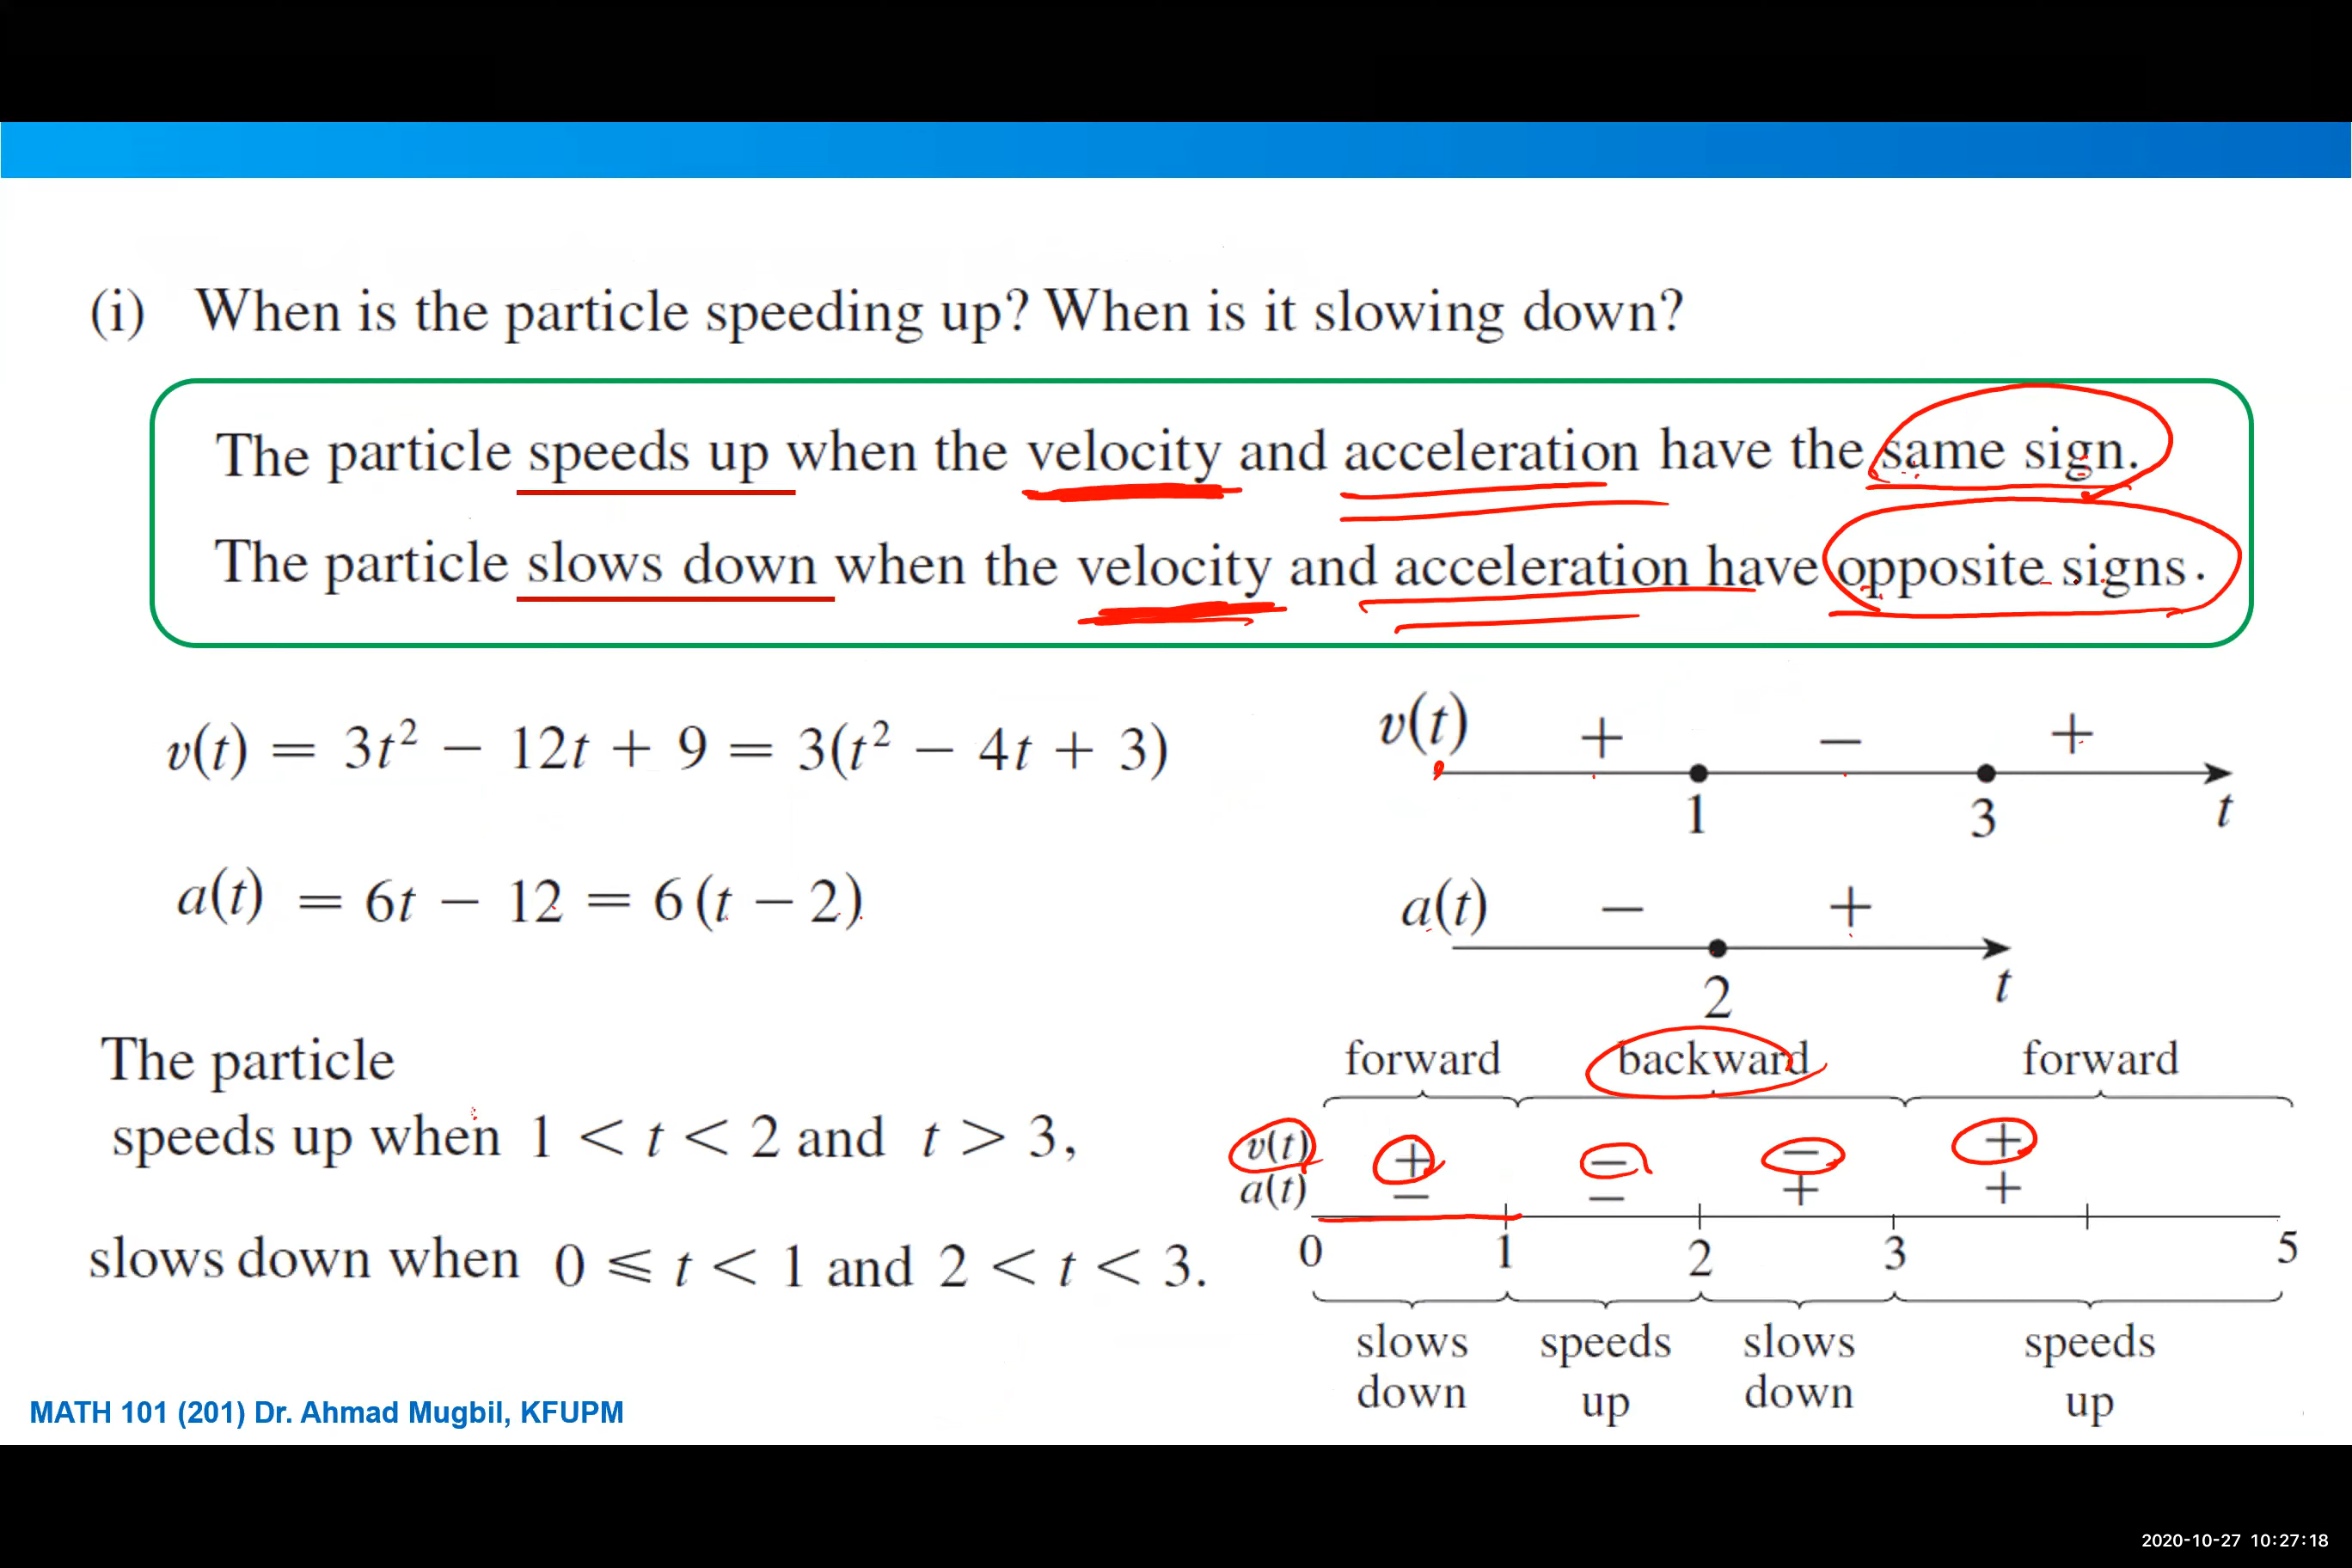 (i) When is the particle speeding up? When is it slowing down?
The particle speeds up when the velocity and acceleration have the same sign.
The particle slows down when the velocity and acceleration have opposite signs.
v(t) = 3t² − 12t + 9 = 3(t² − 4t + 3)
v(t) + − +
1 3 t
a(t) = 6t − 12 = 6(t − 2)
a(t) − +
2 t
The particle
speeds up when 1 < t < 2 and t > 3,
slows down when 0 ⩽ t < 1 and 2 < t < 3.
forward backward forward
v(t) + − − +
a(t) − − + +
0 1 2 3 5
slows speeds slows speeds
down up down up
MATH 101 (201) Dr. Ahmad Mugbil, KFUPM
2020-10-27 10:27:18